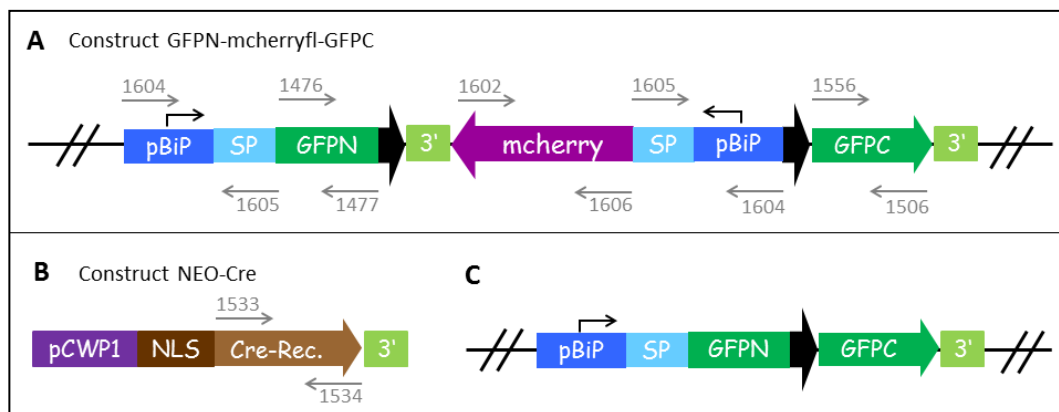 A Construct GFPN-mcherryfl-GFPC
1604 1476 1602 1605 1556
pBiP SP GFPN 3' mcherry SP pBiP GFPC 3'
1605 1477 1606 1604 1506
B Construct NEO-Cre
1533
pCWP1 NLS Cre-Rec. 3'
1534
C
pBiP SP GFPN GFPC 3'